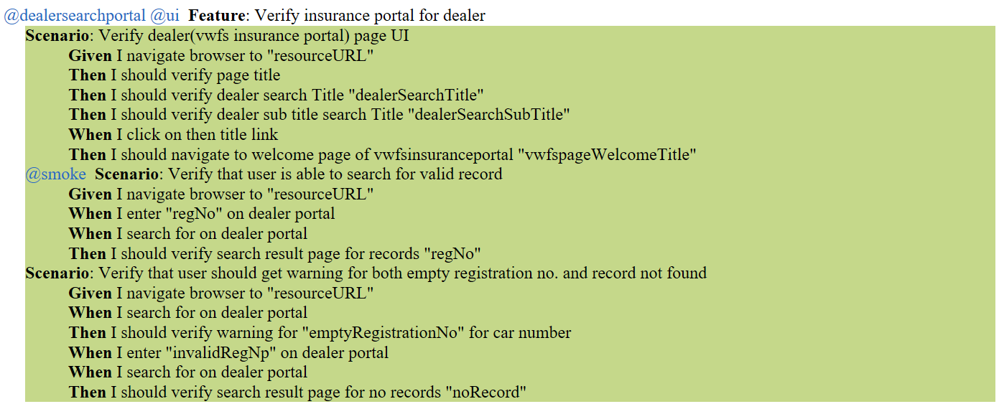 @dealersearchportal @ui Feature: Verify insurance portal for dealer
Scenario: Verify dealer(vwfs insurance portal) page UI
Given I navigate browser to "resourceURL"
Then I should verify page title
Then I should verify dealer search Title "dealerSearchTitle"
Then I should verify dealer sub title search Title "dealerSearchSubTitle"
When I click on then title link
Then I should navigate to welcome page of vwfsinsuranceportal "vwfspageWelcomeTitle"
@smoke Scenario: Verify that user is able to search for valid record
Given I navigate browser to "resourceURL"
When I enter "regNo" on dealer portal
When I search for on dealer portal
Then I should verify search result page for records "regNo"
Scenario: Verify that user should get warning for both empty registration no. and record not found
Given I navigate browser to "resourceURL"
When I search for on dealer portal
Then I should verify warning for "emptyRegistrationNo" for car number
When I enter "invalidRegNp" on dealer portal
When I search for on dealer portal
Then I should verify search result page for no records "noRecord"